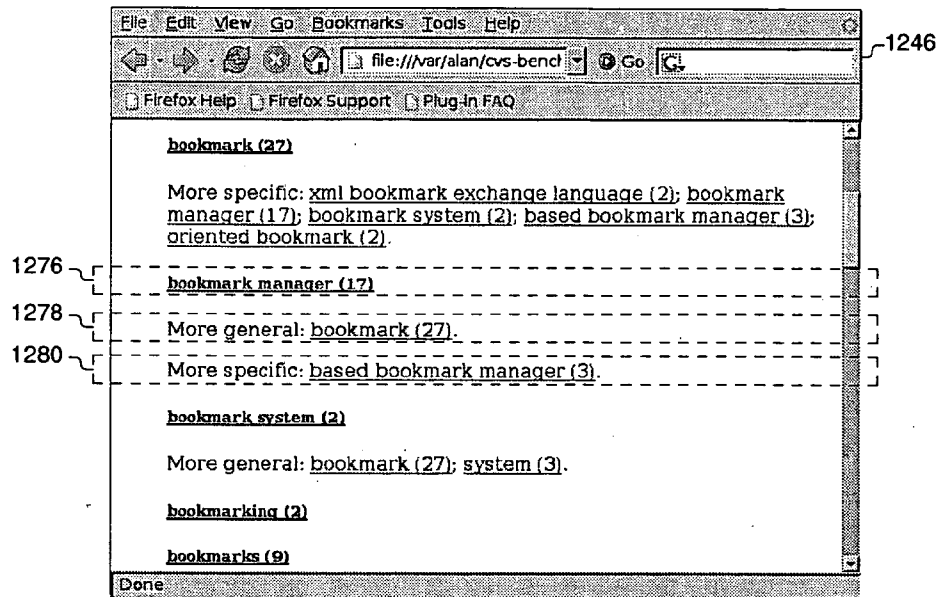 File Edit View Go Bookmarks Tools Help
file:///var/alan/cvs-bench Go G
1246
Firefox Help Firefox Support Plug-in FAQ
bookmark (27)
More specific: xml bookmark exchange language (2); bookmark
manager (17); bookmark system (2); based bookmark manager (3);
oriented bookmark (2).
1276
bookmark manager (17)
1278
More general: bookmark (27).
1280
More specific: based bookmark manager (3).
bookmark system (2)
More general: bookmark (27); system (3).
bookmarking (2)
bookmarks (9)
Done